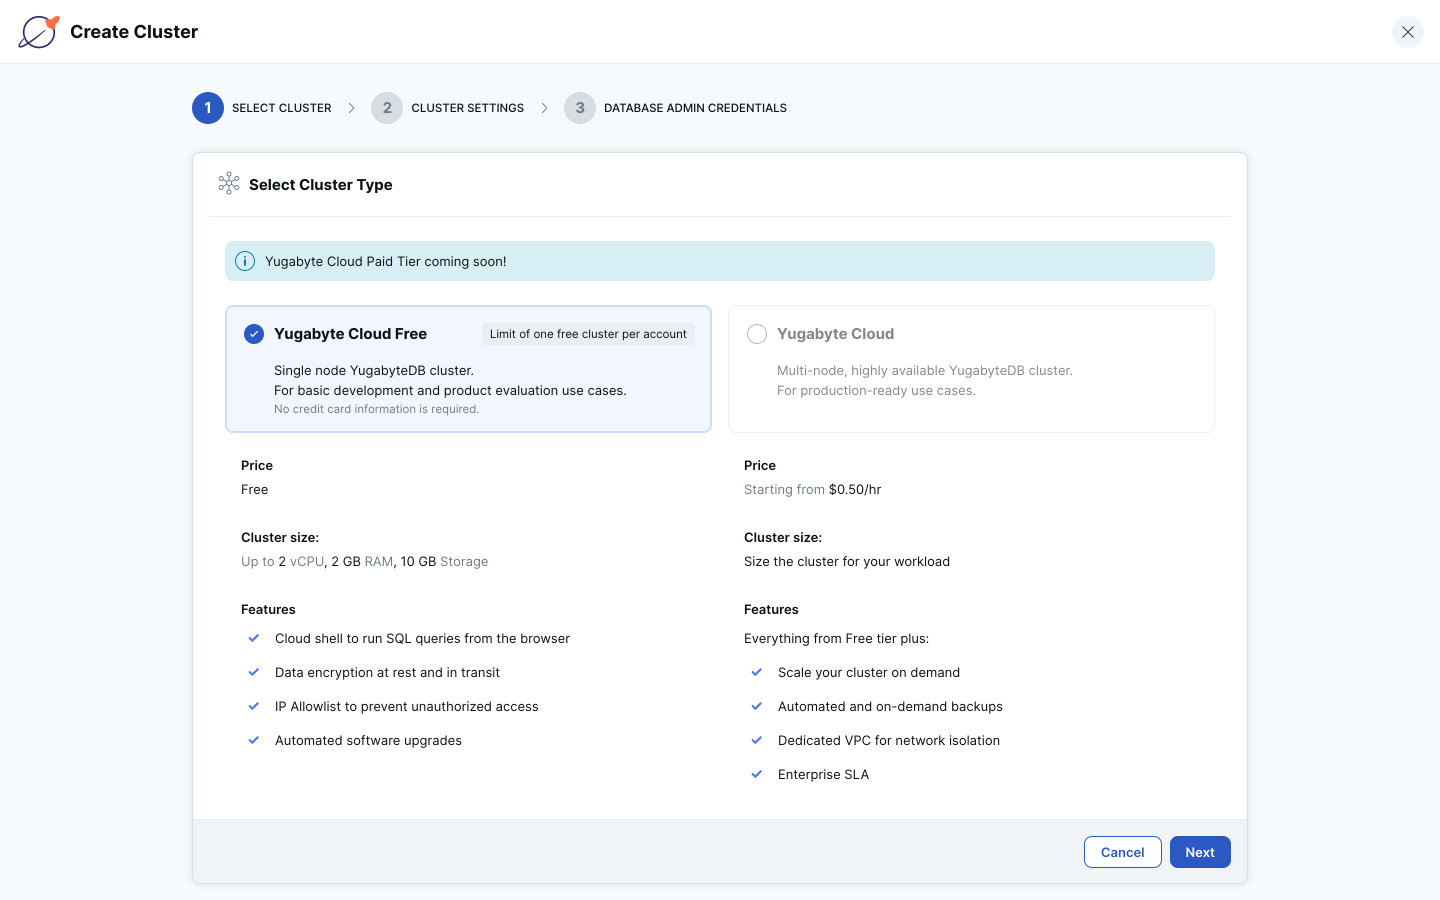 Create Cluster
1 SELECT CLUSTER 2 CLUSTER SETTINGS 3 DATABASE ADMIN CREDENTIALS
Select Cluster Type
Yugabyte Cloud Paid Tier coming soon!
Yugabyte Cloud Free
Limit of one free cluster per account
Single node YugabyteDB cluster.
For basic development and product evaluation use cases.
No credit card information is required.
Price
Free
Cluster size:
Up to 2 vCPU, 2 GB RAM, 10 GB Storage
Features
Cloud shell to run SQL queries from the browser
Data encryption at rest and in transit
IP Allowlist to prevent unauthorized access
Automated software upgrades
Yugabyte Cloud
Multi-node, highly available YugabyteDB cluster.
For production-ready use cases.
Price
Starting from $0.50/hr
Cluster size:
Size the cluster for your workload
Features
Everything from Free tier plus:
Scale your cluster on demand
Automated and on-demand backups
Dedicated VPC for network isolation
Enterprise SLA
Cancel
Next